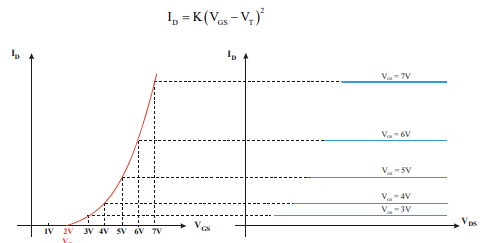 I_D = K(V_GS − V_T)²
I_D
I_D
V_GS = 7V
V_GS = 6V
V_GS = 5V
V_GS = 4V
V_GS = 3V
1V 2V 3V 4V 5V 6V 7V
V_GS
V_DS